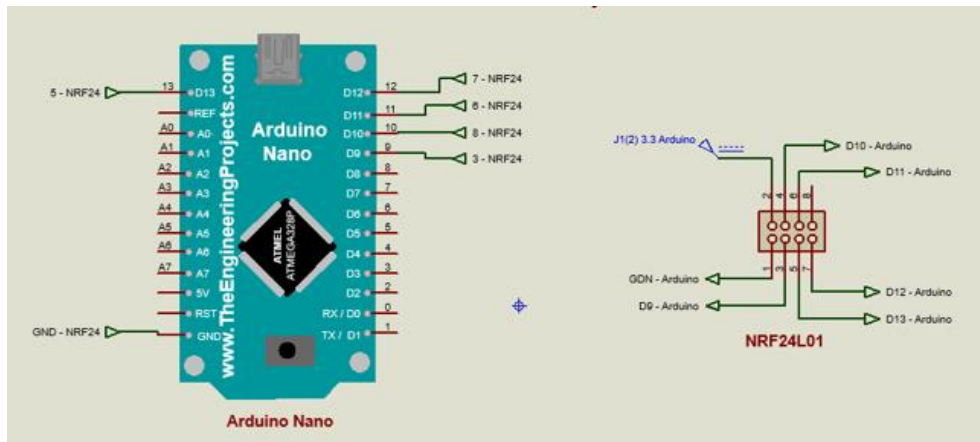 5 - NRF24
GND - NRF24
13
A0
A1
A2
A3
A4
A5
A6
A7
D13
REF
A0
A1
A2
A3
A4
A5
A6
A7
5V
RST
GND
www.TheEngineeringProjects.com
Arduino
Nano
ATMEL
ATMEGA328P
D12
D11
D10
D9
D8
D7
D6
D5
D4
D3
D2
RX / D0
TX / D1
12
11
10
9
8
7
6
5
4
3
2
0
1
7 - NRF24
6 - NRF24
8 - NRF24
3 - NRF24
Arduino Nano
J1(2) 3.3 Arduino
D10 - Arduino
D11 - Arduino
2
4
6
8
1
3
5
7
GDN - Arduino
D9 - Arduino
D12 - Arduino
D13 - Arduino
NRF24L01